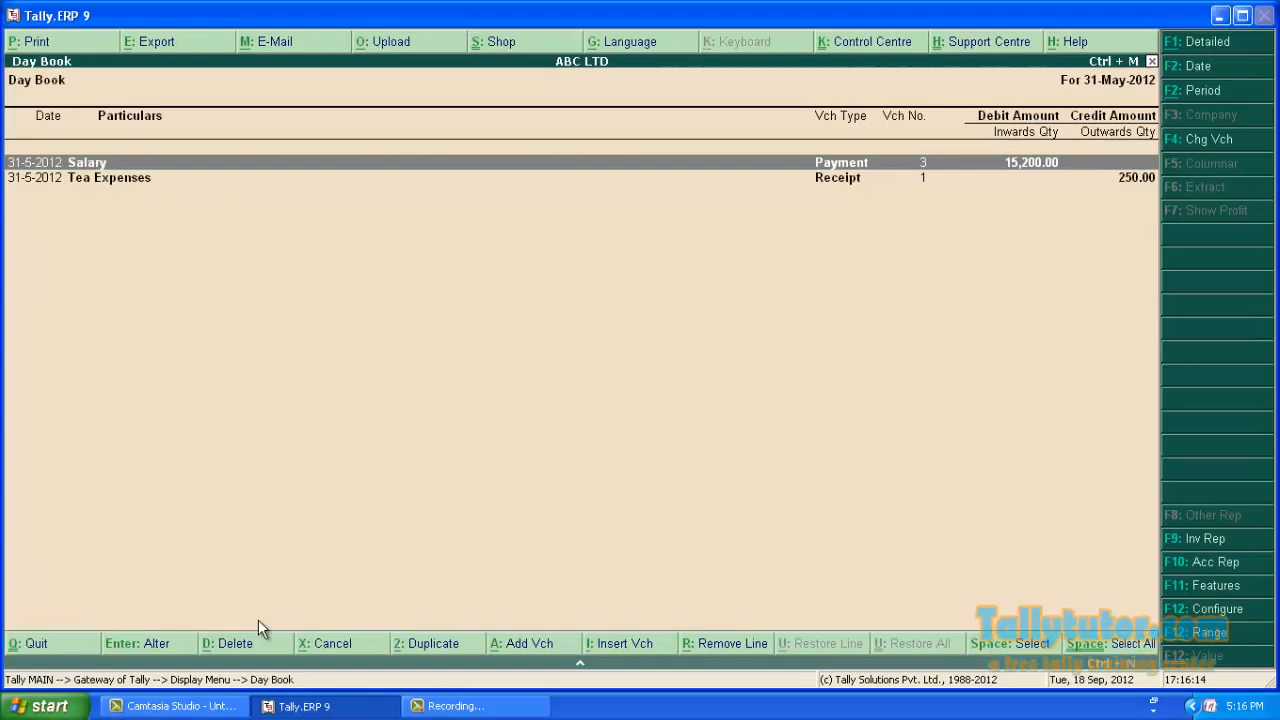 Tally.ERP 9
P: Print E: Export M: E-Mail O: Upload S: Shop G: Language K: Keyboard K: Control Centre H: Support Centre H: Help
Day Book ABC LTD Ctrl + M
Day Book For 31-May-2012
Date Particulars Vch Type Vch No. Debit Amount Credit Amount
Inwards Qty Outwards Qty
31-5-2012 Salary Payment 3 15,200.00
31-5-2012 Tea Expenses Receipt 1 250.00
F1: Detailed
F2: Date
F2: Period
F3: Company
F4: Chg Vch
F5: Columnar
F6: Extract
F7: Show Profit
F8: Other Rep
F9: Inv Rep
F10: Acc Rep
F11: Features
F12: Configure
F12: Range
F12: Value
Tallytutor.com
a free tally training center
Q: Quit Enter: Alter D: Delete X: Cancel 2: Duplicate A: Add Vch I: Insert Vch R: Remove Line U: Restore Line U: Restore All Space: Select Space: Select All
Ctrl + N
Tally MAIN --> Gateway of Tally --> Display Menu --> Day Book (c) Tally Solutions Pvt. Ltd., 1988-2012 Tue, 18 Sep, 2012 17:16:14
start Camtasia Studio - Unt... Tally.ERP 9 Recording... 5:16 PM